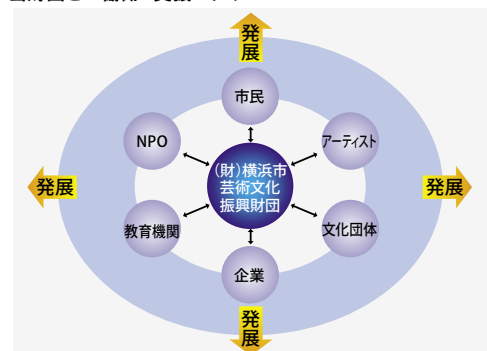 発展
市民
NPO
アーティスト
(財)横浜市
芸術文化
振興財団
発展
発展
教育機関
文化団体
企業
発展